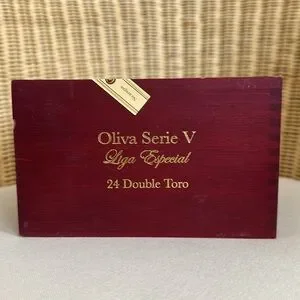 Oliva Serie V
Liga Especial
24 Double Toro